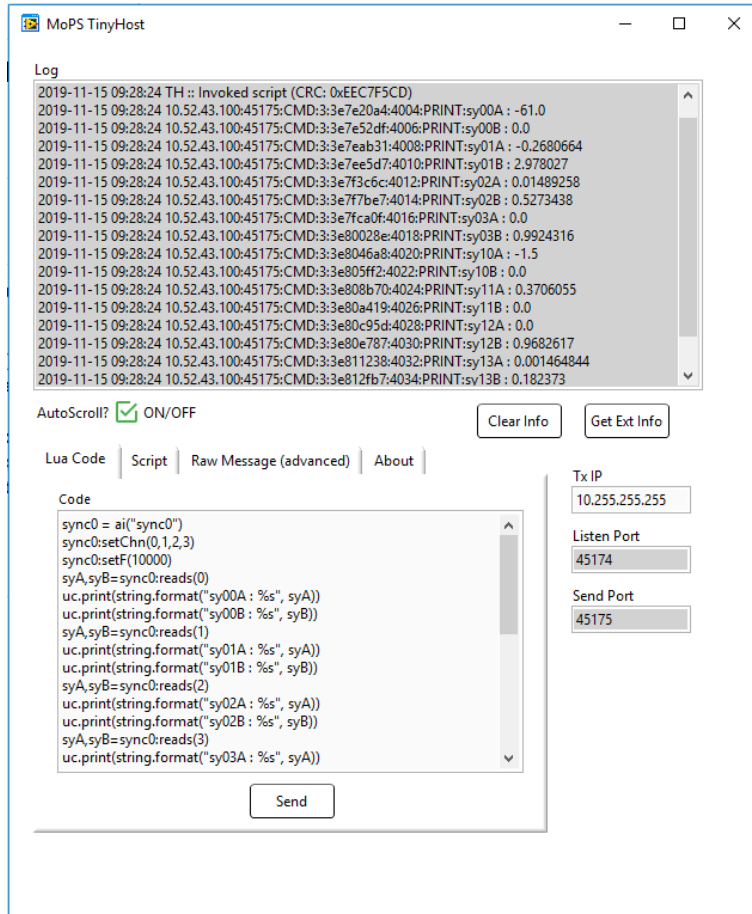 MoPS TinyHost
Log
2019-11-15 09:28:24 TH :: Invoked script (CRC: 0xEEC7F5CD)
2019-11-15 09:28:24 10.52.43.100:45175:CMD:3:3e7e20a4:4004:PRINT:sy00A : -61.0
2019-11-15 09:28:24 10.52.43.100:45175:CMD:3:3e7e52df:4006:PRINT:sy00B : 0.0
2019-11-15 09:28:24 10.52.43.100:45175:CMD:3:3e7eab31:4008:PRINT:sy01A : -0.2680664
2019-11-15 09:28:24 10.52.43.100:45175:CMD:3:3e7ee5d7:4010:PRINT:sy01B : 2.978027
2019-11-15 09:28:24 10.52.43.100:45175:CMD:3:3e7f3c6c:4012:PRINT:sy02A : 0.01489258
2019-11-15 09:28:24 10.52.43.100:45175:CMD:3:3e7f7be7:4014:PRINT:sy02B : 0.5273438
2019-11-15 09:28:24 10.52.43.100:45175:CMD:3:3e7fca0f:4016:PRINT:sy03A : 0.0
2019-11-15 09:28:24 10.52.43.100:45175:CMD:3:3e80028e:4018:PRINT:sy03B : 0.9924316
2019-11-15 09:28:24 10.52.43.100:45175:CMD:3:3e8046a8:4020:PRINT:sy10A : -1.5
2019-11-15 09:28:24 10.52.43.100:45175:CMD:3:3e805ff2:4022:PRINT:sy10B : 0.0
2019-11-15 09:28:24 10.52.43.100:45175:CMD:3:3e808b70:4024:PRINT:sy11A : 0.3706055
2019-11-15 09:28:24 10.52.43.100:45175:CMD:3:3e80a419:4026:PRINT:sy11B : 0.0
2019-11-15 09:28:24 10.52.43.100:45175:CMD:3:3e80c95d:4028:PRINT:sy12A : 0.0
2019-11-15 09:28:24 10.52.43.100:45175:CMD:3:3e80e787:4030:PRINT:sy12B : 0.9682617
2019-11-15 09:28:24 10.52.43.100:45175:CMD:3:3e811238:4032:PRINT:sy13A : 0.001464844
2019-11-15 09:28:24 10.52.43.100:45175:CMD:3:3e812fb7:4034:PRINT:sy13B : 0.182373
AutoScroll? ON/OFF
Clear Info
Get Ext Info
Lua Code Script Raw Message (advanced) About
Code
sync0 = ai("sync0")
sync0:setChn(0,1,2,3)
sync0:setF(10000)
syA,syB=sync0:reads(0)
uc.print(string.format("sy00A : %s", syA))
uc.print(string.format("sy00B : %s", syB))
syA,syB=sync0:reads(1)
uc.print(string.format("sy01A : %s", syA))
uc.print(string.format("sy01B : %s", syB))
syA,syB=sync0:reads(2)
uc.print(string.format("sy02A : %s", syA))
uc.print(string.format("sy02B : %s", syB))
syA,syB=sync0:reads(3)
uc.print(string.format("sy03A : %s", syA))
Send
Tx IP
10.255.255.255
Listen Port
45174
Send Port
45175